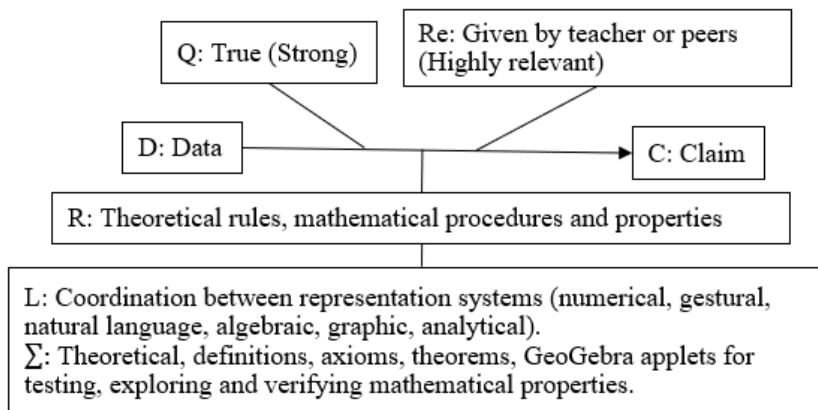 Q: True (Strong)
Re: Given by teacher or peers
(Highly relevant)
D: Data
C: Claim
R: Theoretical rules, mathematical procedures and properties
L: Coordination between representation systems (numerical, gestural,
natural language, algebraic, graphic, analytical).
∑: Theoretical, definitions, axioms, theorems, GeoGebra applets for
testing, exploring and verifying mathematical properties.